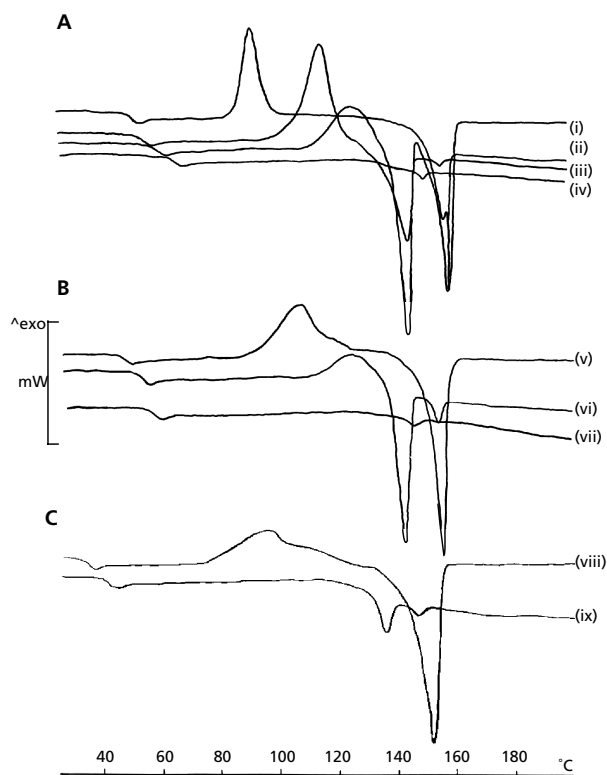 A
(i)
(ii)
(iii)
(iv)
B
^exo
mW
(v)
(vi)
(vii)
C
(viii)
(ix)
40 60 80 100 120 140 160 180 °C